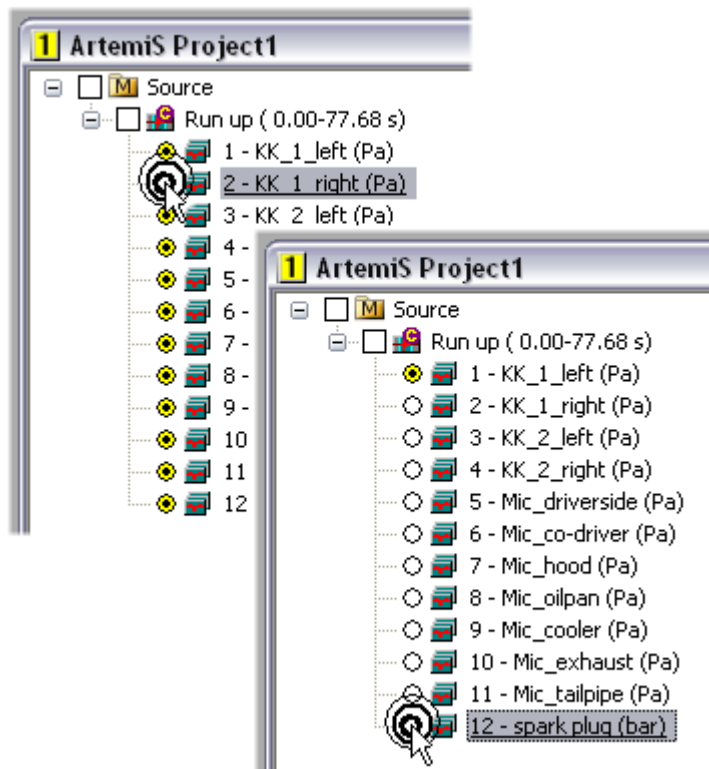 1 ArtemiS Project1
M Source
C Run up ( 0.00-77.68 s)
1 - KK_1_left (Pa)
2 - KK_1_right (Pa)
3 - KK_2_left (Pa)
4 -
5 -
6 -
7 -
8 -
9 -
10
11
12
1 ArtemiS Project1
M Source
C Run up ( 0.00-77.68 s)
1 - KK_1_left (Pa)
2 - KK_1_right (Pa)
3 - KK_2_left (Pa)
4 - KK_2_right (Pa)
5 - Mic_driverside (Pa)
6 - Mic_co-driver (Pa)
7 - Mic_hood (Pa)
8 - Mic_oilpan (Pa)
9 - Mic_cooler (Pa)
10 - Mic_exhaust (Pa)
11 - Mic_tailpipe (Pa)
12 - spark plug (bar)